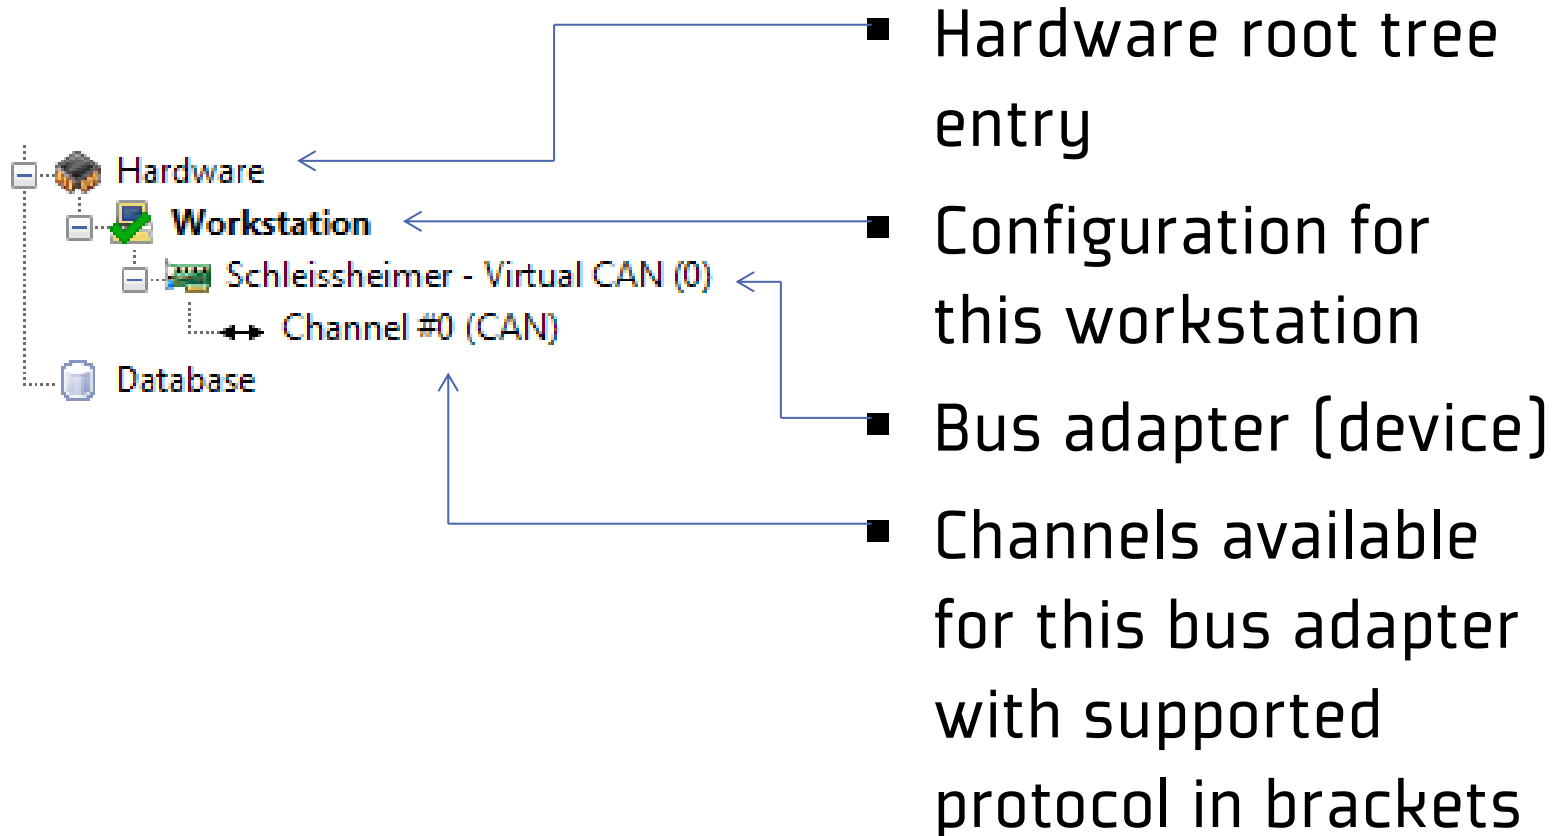 Hardware
Workstation
Schleissheimer - Virtual CAN (0)
Channel #0 (CAN)
Database
Hardware root tree
entry
Configuration for
this workstation
Bus adapter (device)
Channels available
for this bus adapter
with supported
protocol in brackets